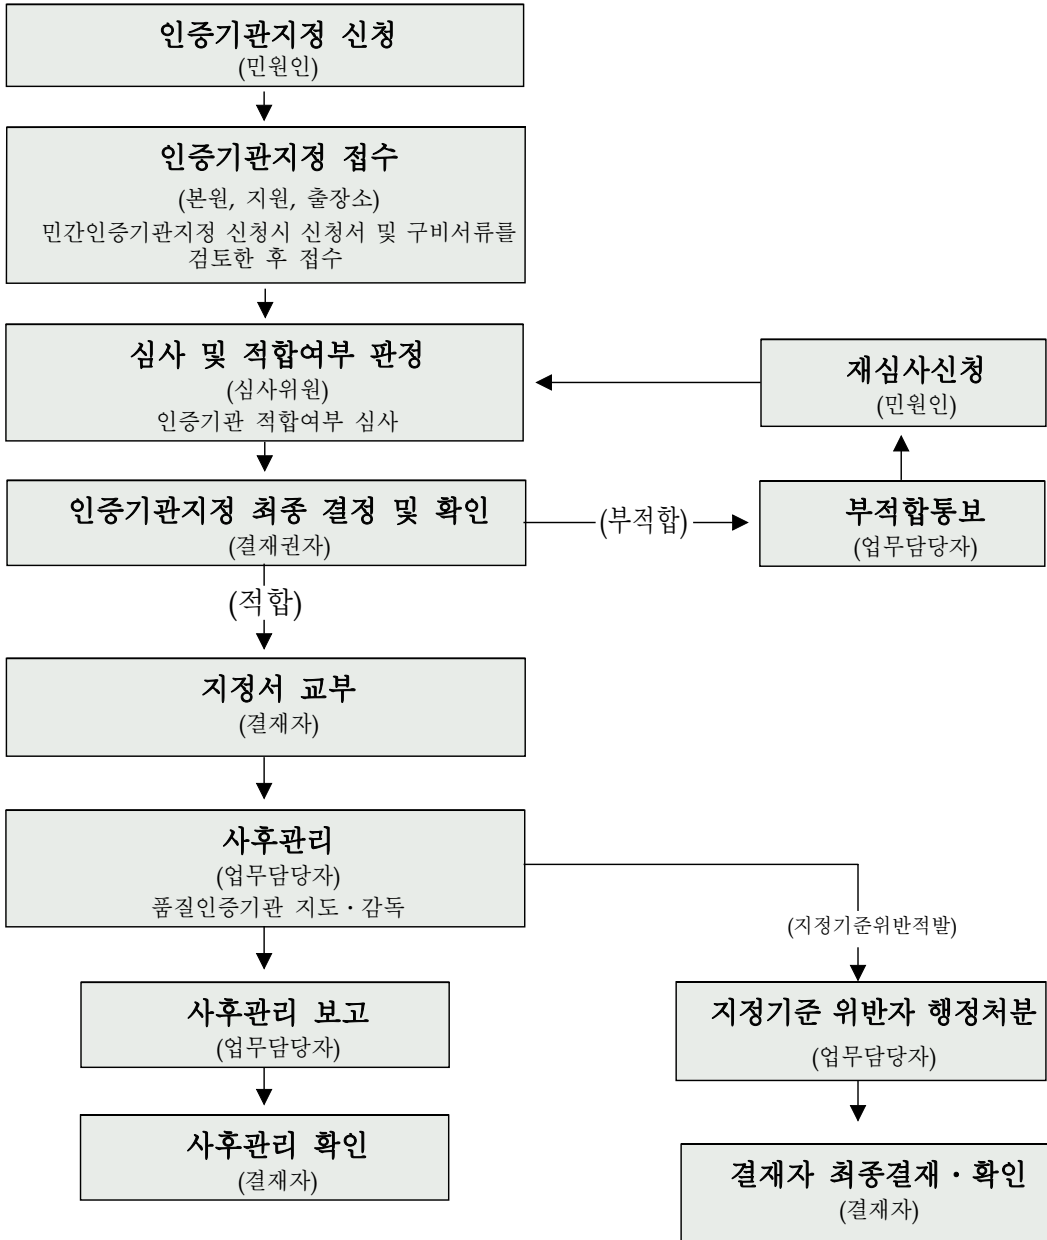 인증기관지정 신청
(민원인)
인증기관지정 접수
(본원, 지원, 출장소)
민간인증기관지정 신청시 신청서 및 구비서류를
검토한 후 접수
심사 및 적합여부 판정
(심사위원)
인증기관 적합여부 심사
재심사신청
(민원인)
인증기관지정 최종 결정 및 확인
(결재권자)
(부적합)
부적합통보
(업무담당자)
(적합)
지정서 교부
(결재자)
사후관리
(업무담당자)
품질인증기관 지도·감독
(지정기준위반적발)
사후관리 보고
(업무담당자)
지정기준 위반자 행정처분
(업무담당자)
사후관리 확인
(결재자)
결재자 최종결재·확인
(결재자)